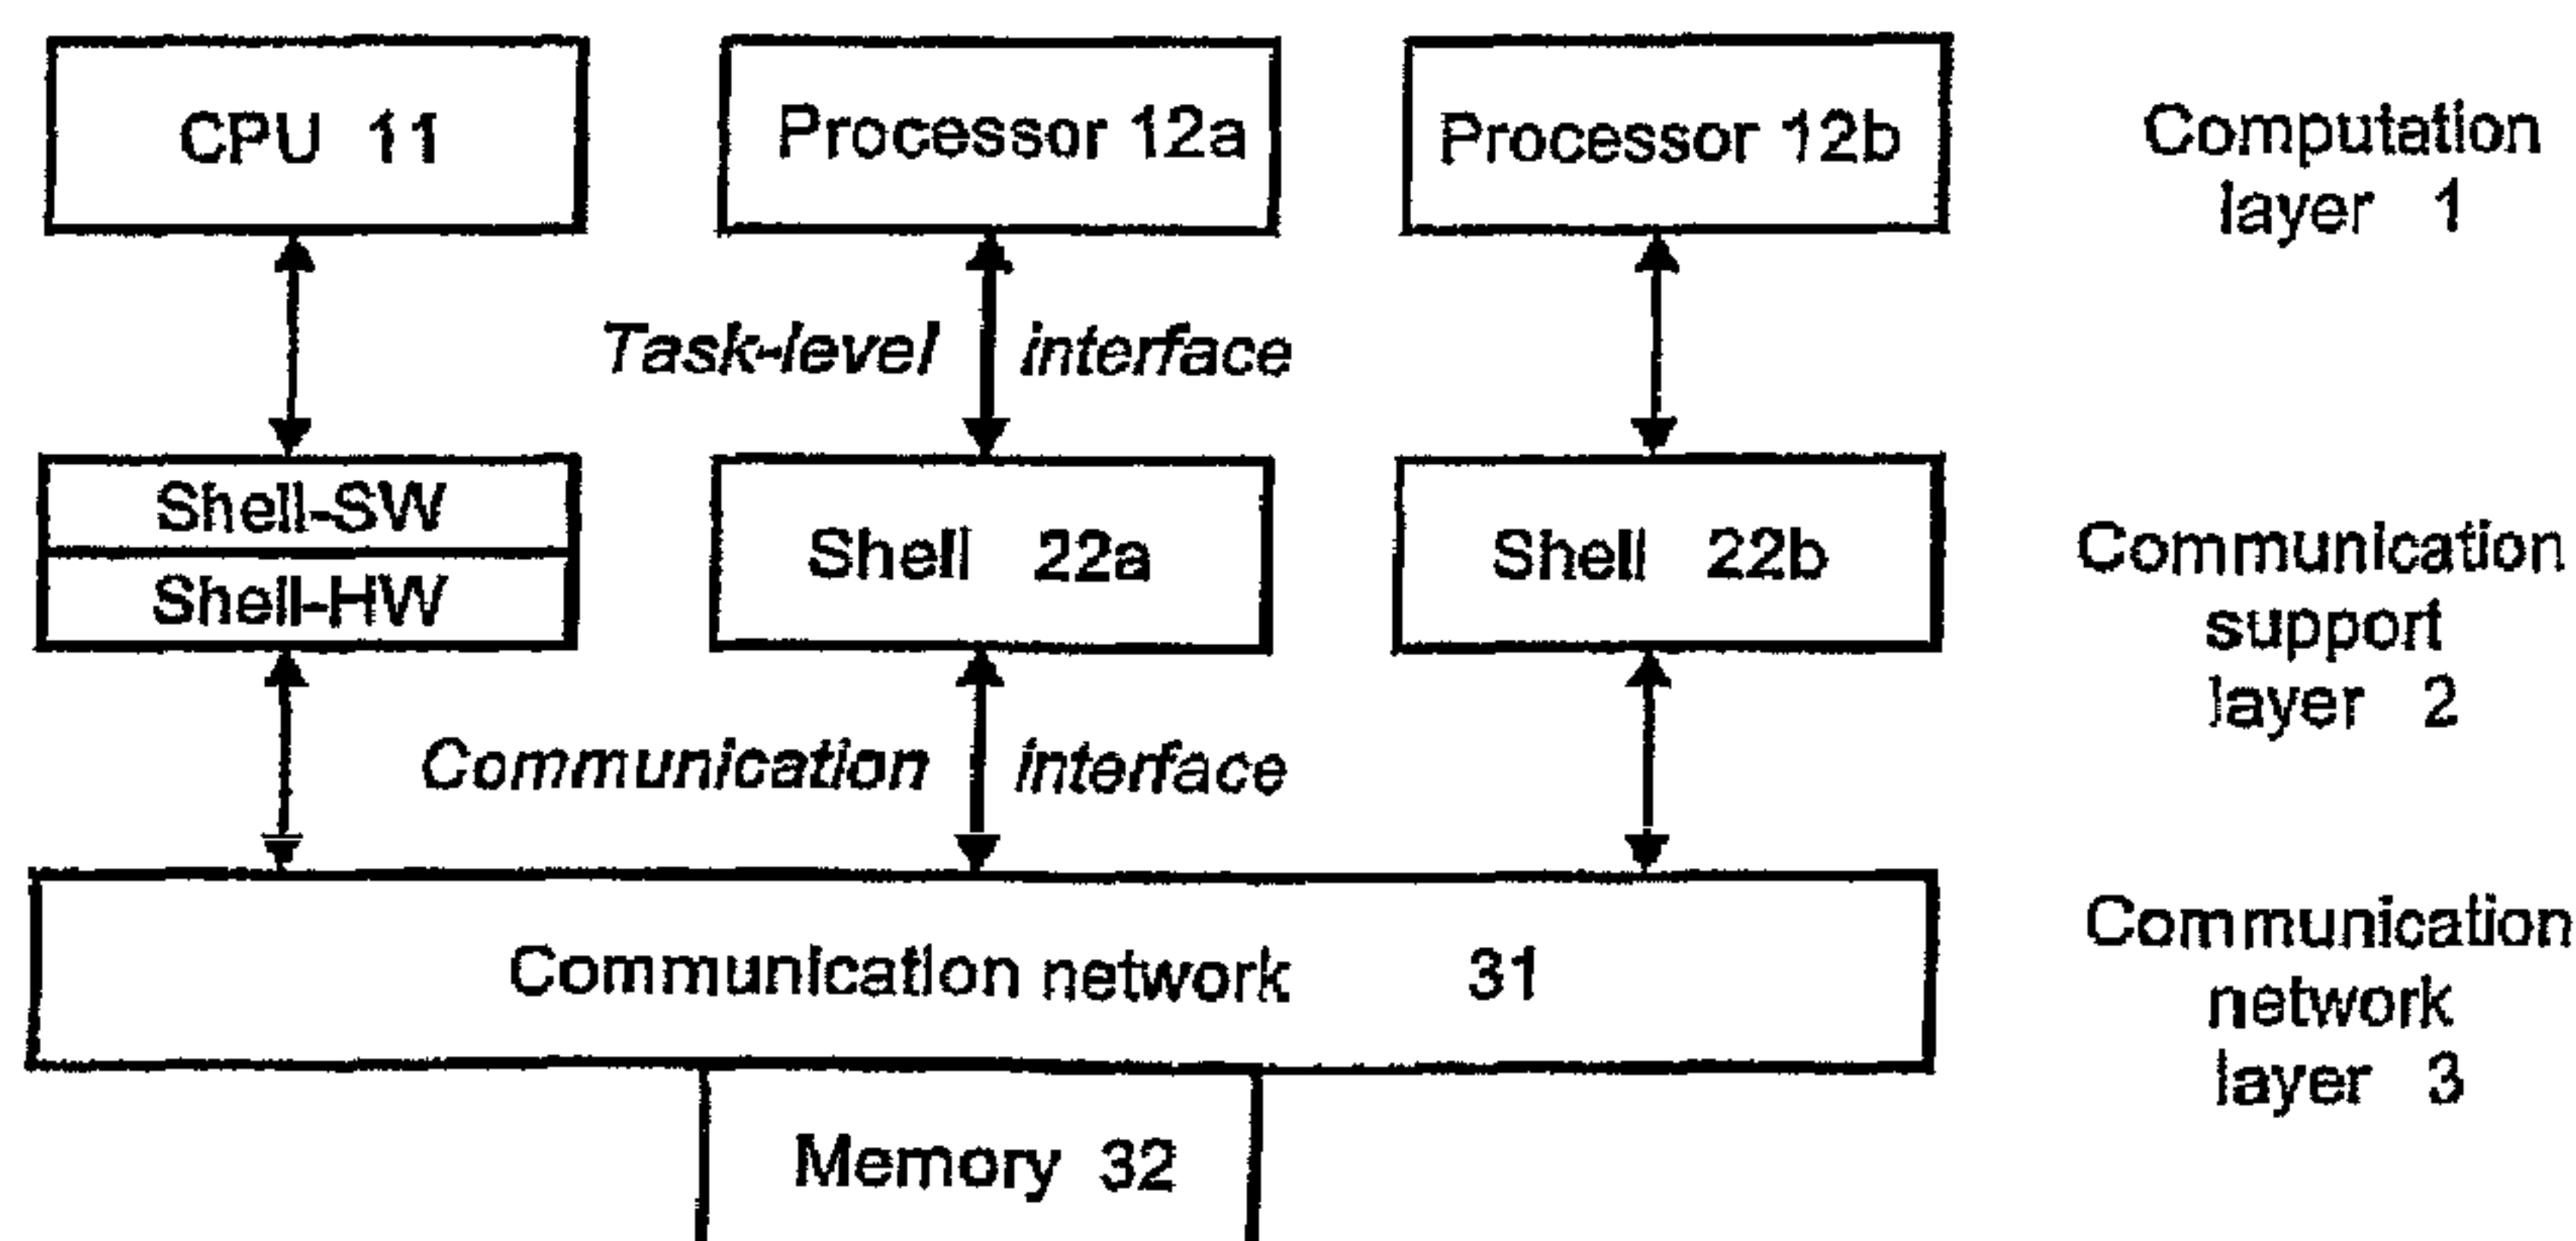 CPU 11
Processor 12a
Processor 12b
Computation
layer 1
Task-level interface
Shell-SW
Shell-HW
Shell 22a
Shell 22b
Communication
support
layer 2
Communication interface
Communication network 31
Communication
network
layer 3
Memory 32